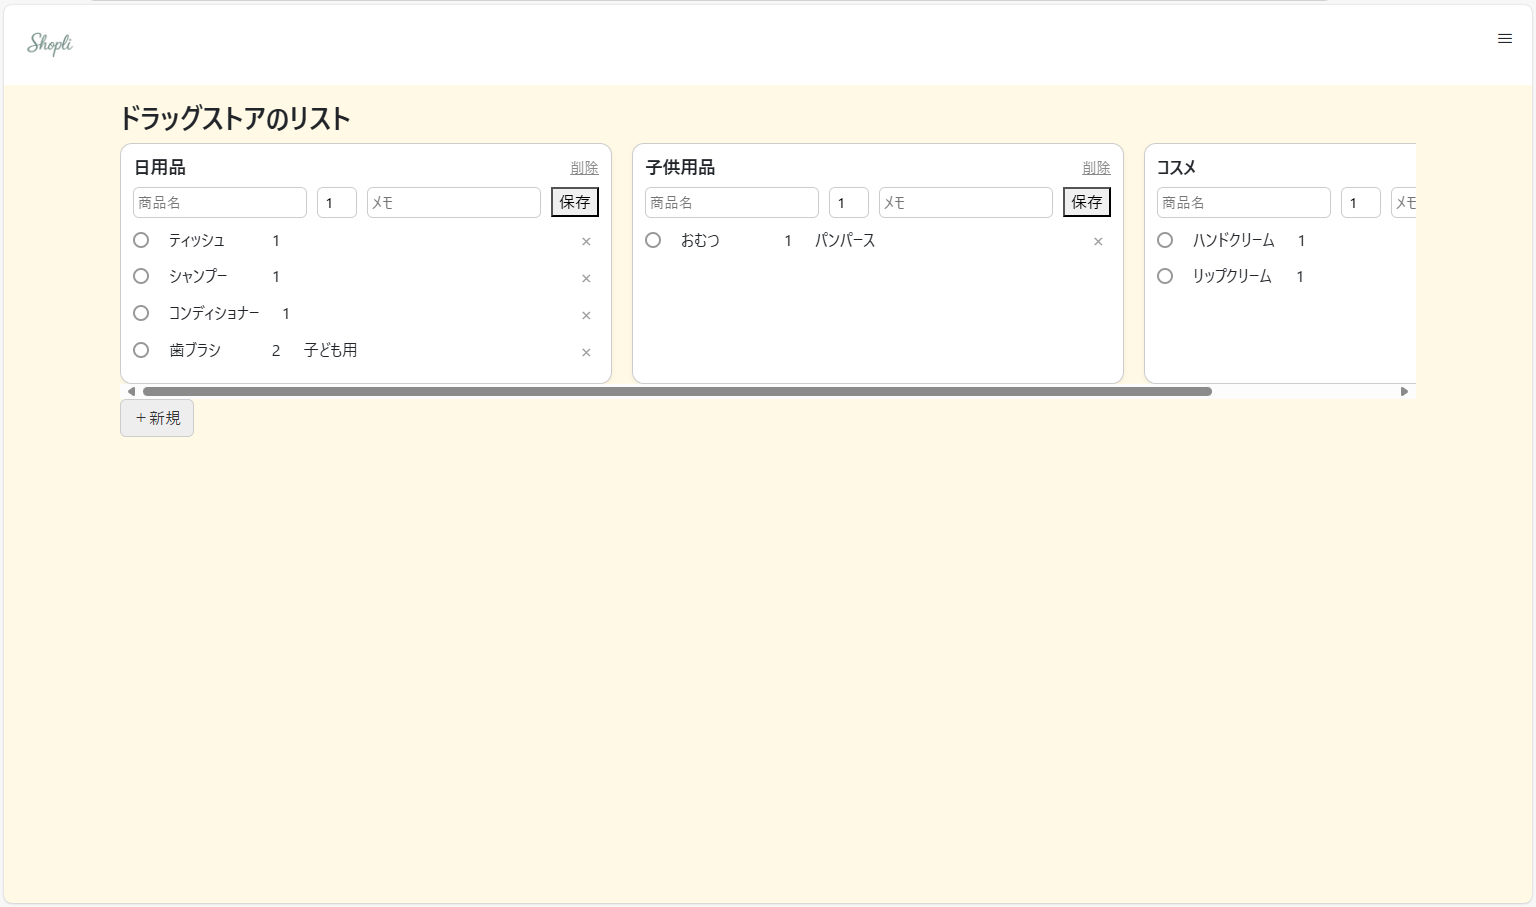 Shopli
ドラッグストアのリスト
日用品 削除
商品名 1 メモ 保存
ティッシュ 1 ×
シャンプー 1 ×
コンディショナー 1 ×
歯ブラシ 2 子ども用 ×
子供用品 削除
商品名 1 メモ 保存
おむつ 1 パンパース ×
コスメ
商品名 1 メモ
ハンドクリーム 1
リップクリーム 1
＋新規